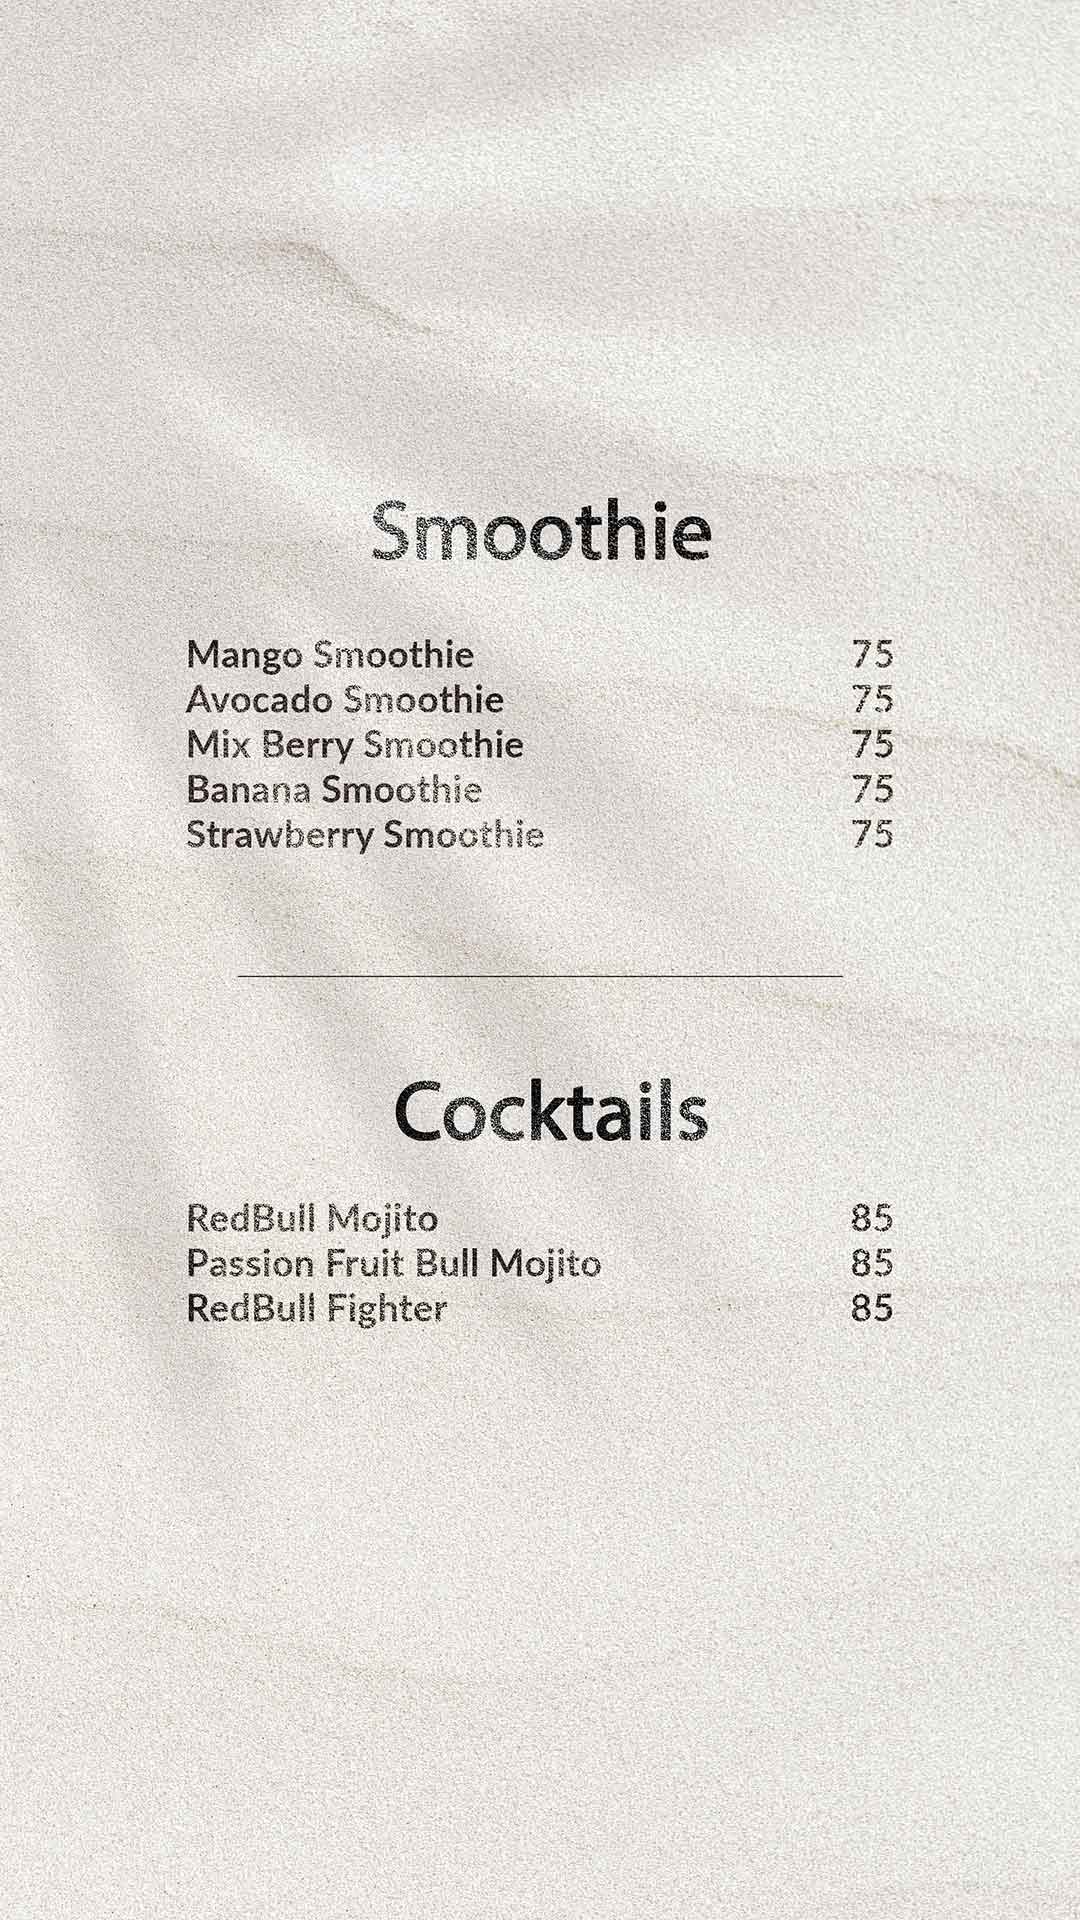 Smoothie
Mango Smoothie 75
Avocado Smoothie 75
Mix Berry Smoothie 75
Banana Smoothie 75
Strawberry Smoothie 75
Cocktails
RedBull Mojito 85
Passion Fruit Bull Mojito 85
RedBull Fighter 85